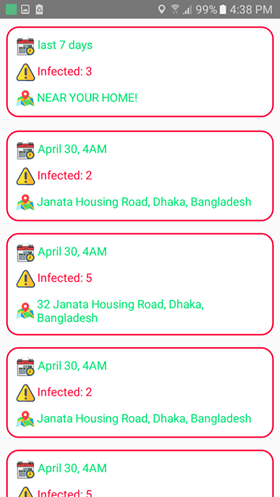 99% 4:38 PM
last 7 days
Infected: 3
NEAR YOUR HOME!
April 30, 4AM
Infected: 2
Janata Housing Road, Dhaka, Bangladesh
April 30, 4AM
Infected: 5
32 Janata Housing Road, Dhaka,
Bangladesh
April 30, 4AM
Infected: 2
Janata Housing Road, Dhaka, Bangladesh
April 30, 4AM
Infected: 5